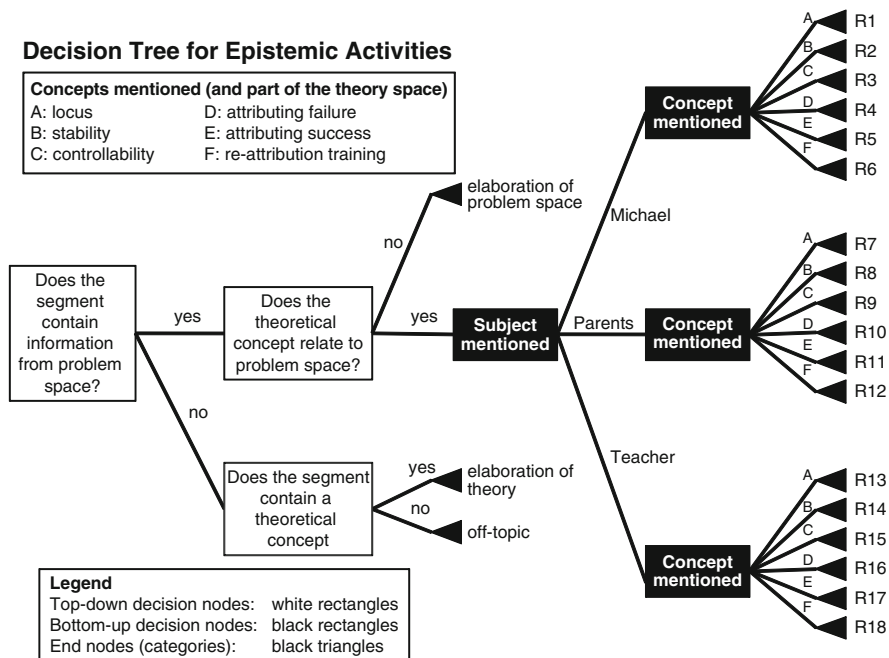 Decision Tree for Epistemic Activities
Concepts mentioned (and part of the theory space)
A: locus D: attributing failure
B: stability E: attributing success
C: controllability F: re-attribution training
Does the
segment
contain
information
from problem
space?
yes
no
Does the
theoretical
concept relate to
problem space?
no
elaboration of
problem space
yes
Does the segment
contain a
theoretical
concept
yes
elaboration of
theory
no
off-topic
Subject
mentioned
Michael
Parents
Teacher
Concept
mentioned
A
R1
B
R2
C
R3
D
R4
E
R5
F
R6
Concept
mentioned
A
R7
B
R8
C
R9
D
R10
E
R11
F
R12
Concept
mentioned
A
R13
B
R14
C
R15
D
R16
E
R17
F
R18
Legend
Top-down decision nodes: white rectangles
Bottom-up decision nodes: black rectangles
End nodes (categories): black triangles